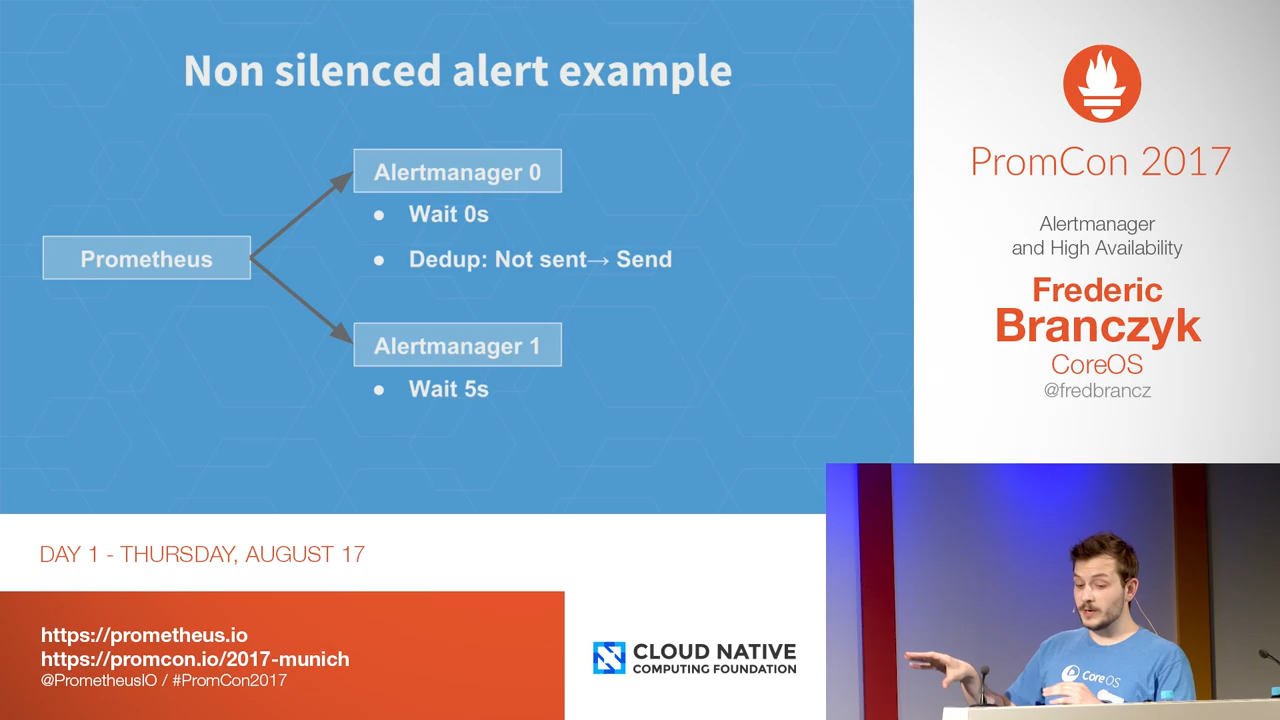 Non silenced alert example
Prometheus
Alertmanager 0
● Wait 0s
● Dedup: Not sent→ Send
Alertmanager 1
● Wait 5s
PromCon 2017
Alertmanager
and High Availability
Frederic
Branczyk
CoreOS
@fredbrancz
DAY 1 - THURSDAY, AUGUST 17
https://prometheus.io
https://promcon.io/2017-munich
@PrometheusIO / #PromCon2017
CLOUD NATIVE
COMPUTING FOUNDATION
CoreOS